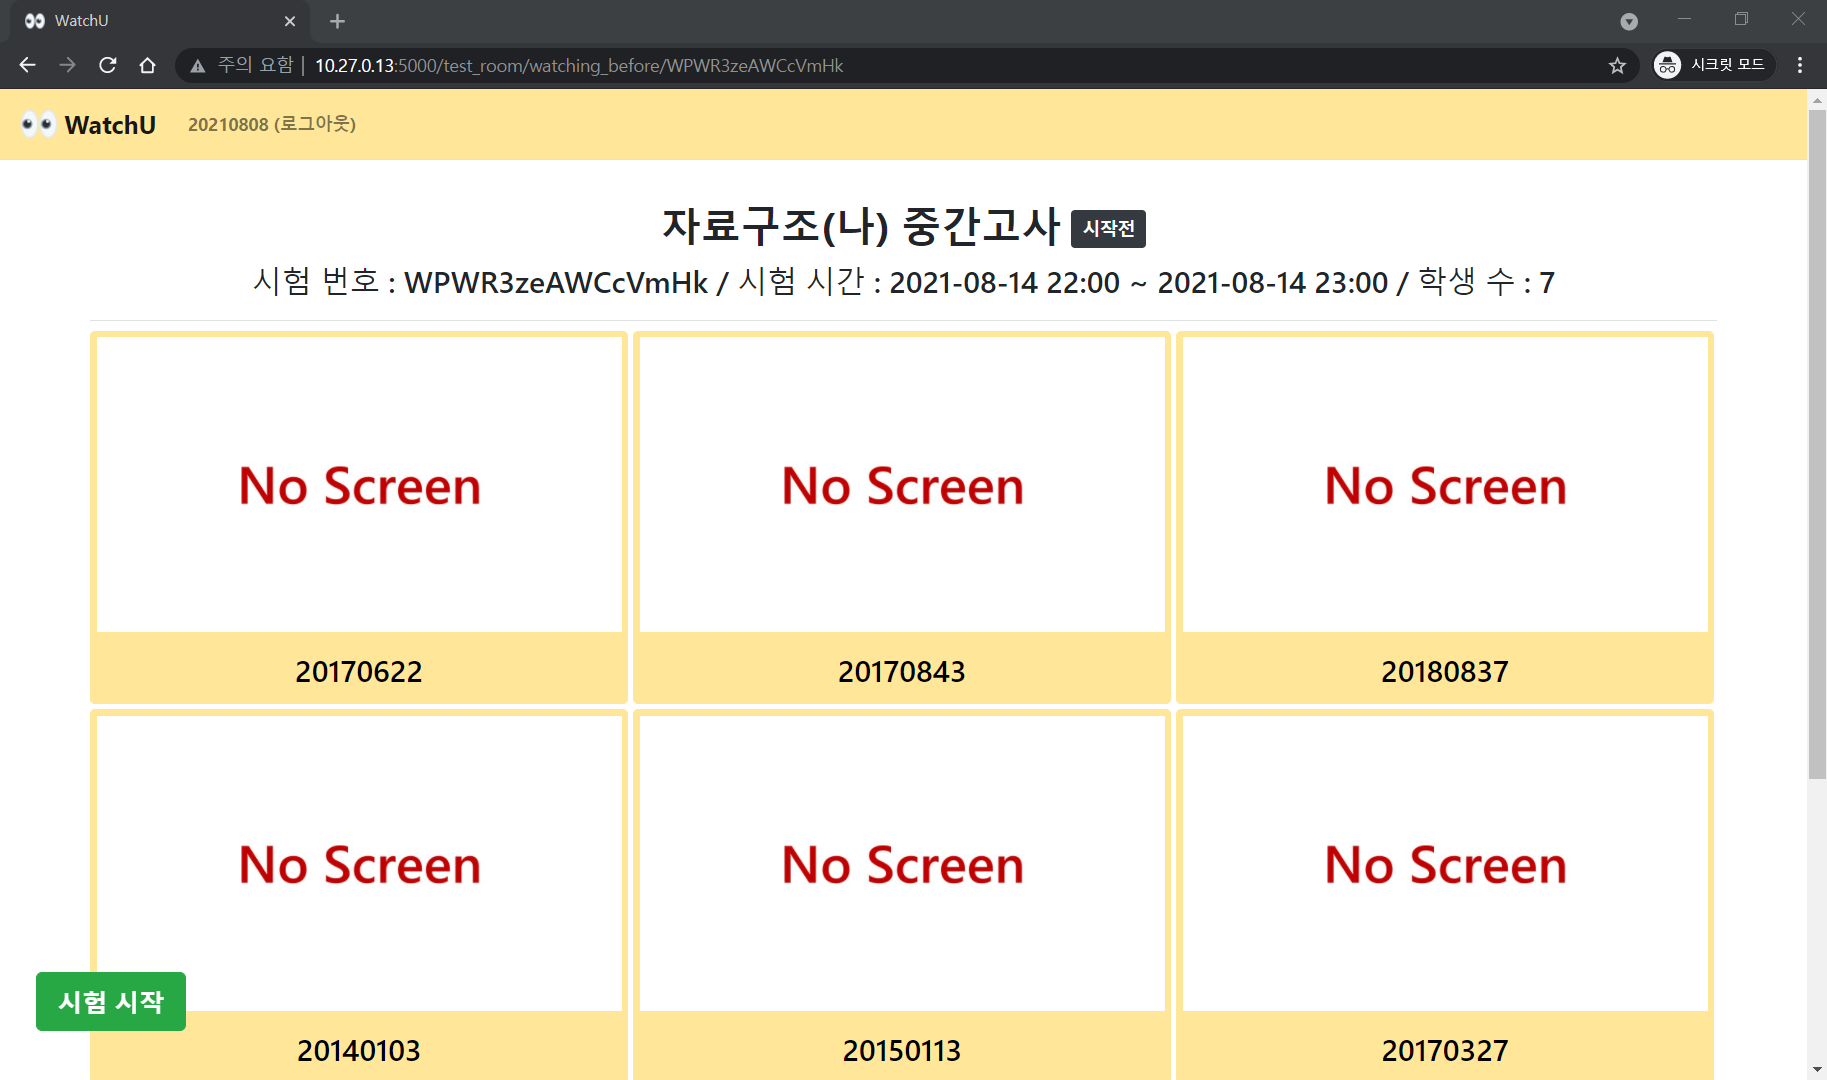 WatchU
주의 요함 | 10.27.0.13:5000/test_room/watching_before/WPWR3zeAWCcVmHk
시크릿 모드
WatchU 20210808 (로그아웃)
자료구조(나) 중간고사 시작전
시험 번호 : WPWR3zeAWCcVmHk / 시험 시간 : 2021-08-14 22:00 ~ 2021-08-14 23:00 / 학생 수 : 7
No Screen No Screen No Screen
20170622 20170843 20180837
No Screen No Screen No Screen
시험 시작
20140103 20150113 20170327